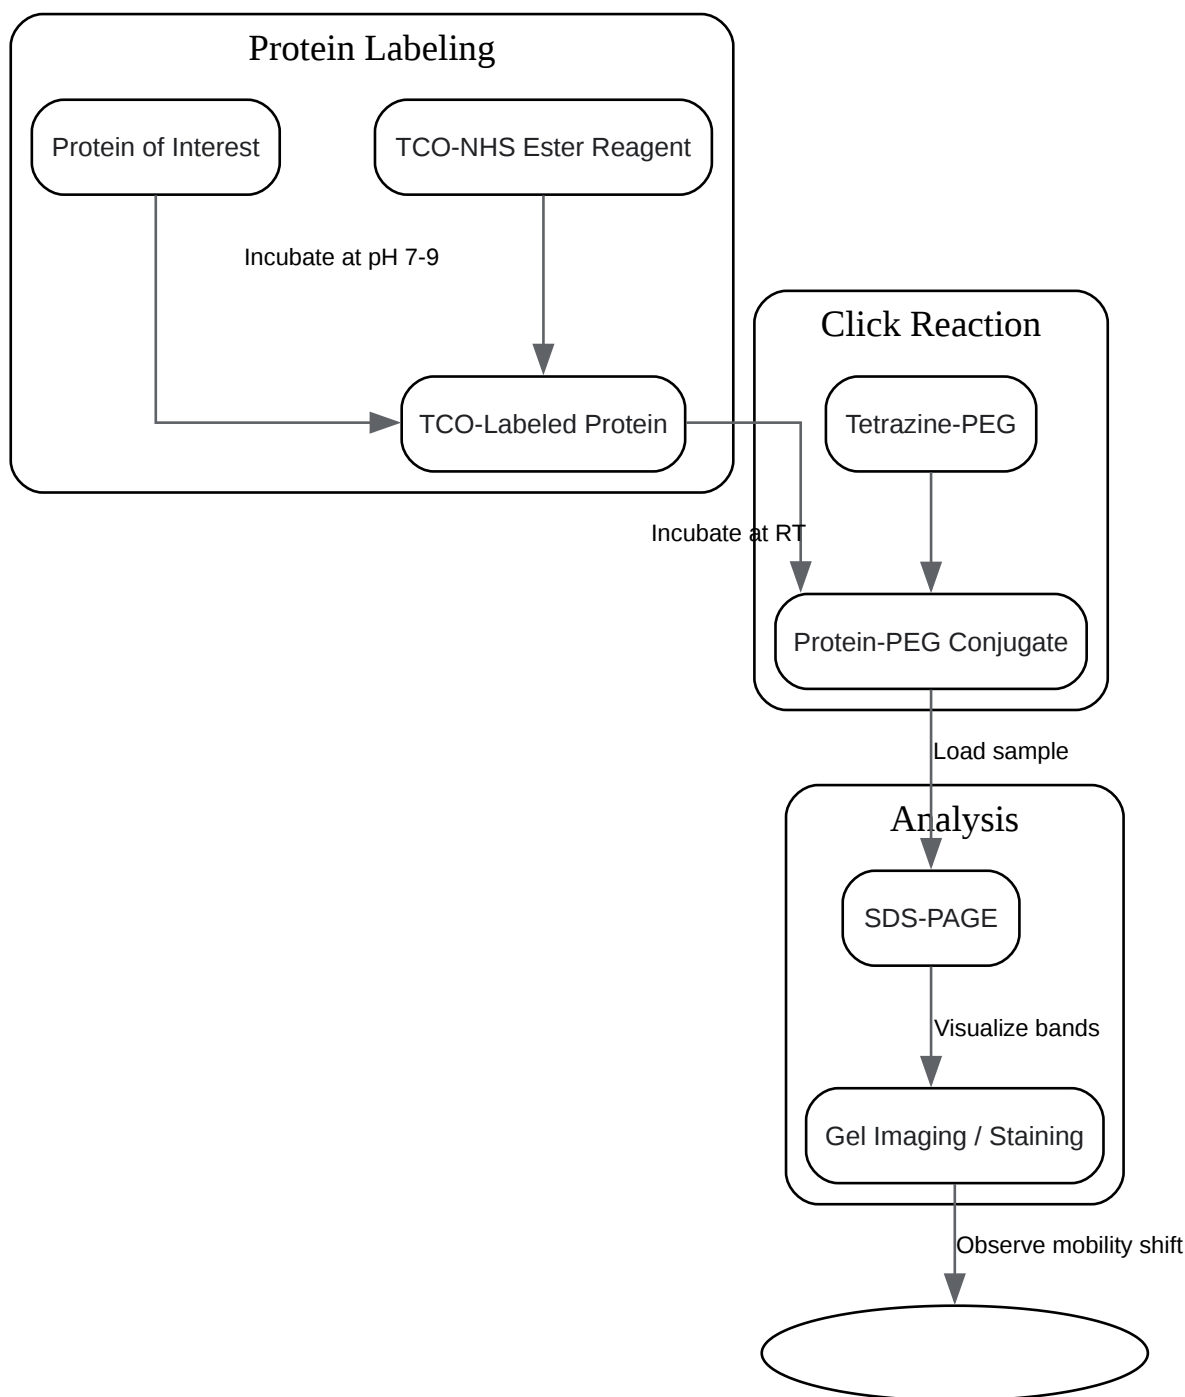 Protein Labeling
Protein of Interest
TCO-NHS Ester Reagent
Incubate at pH 7-9
TCO-Labeled Protein
Click Reaction
Tetrazine-PEG
Incubate at RT
Protein-PEG Conjugate
Load sample
Analysis
SDS-PAGE
Visualize bands
Gel Imaging / Staining
Observe mobility shift